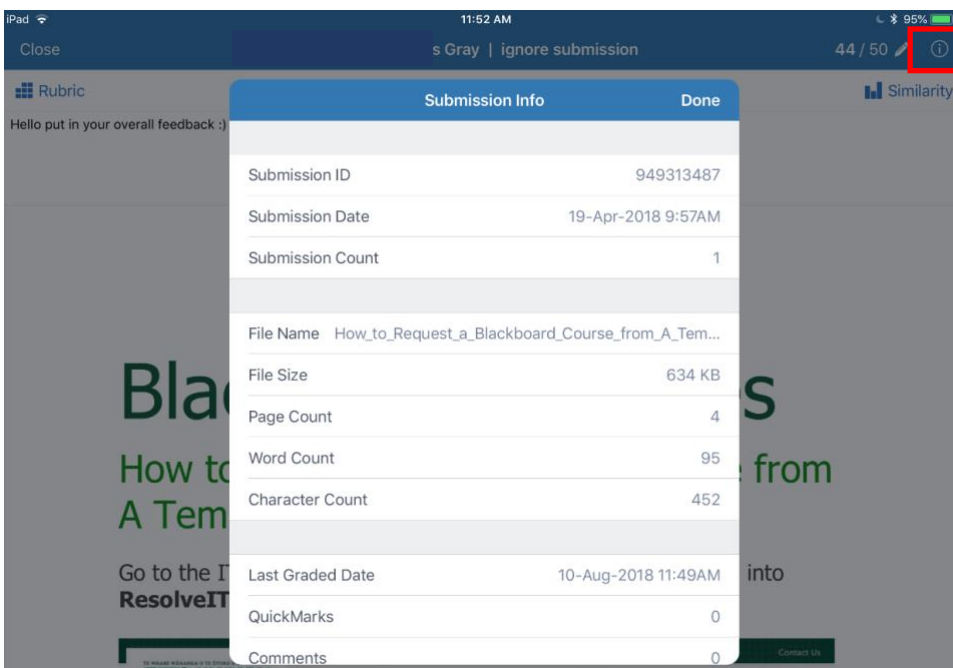 iPad 11:52 AM 95%
Close s Gray | ignore submission 44 / 50
Rubric Submission Info Done Similarity
Hello put in your overall feedback :)
Submission ID 949313487
Submission Date 19-Apr-2018 9:57AM
Submission Count 1
File Name How_to_Request_a_Blackboard_Course_from_A_Tem...
File Size 634 KB
Page Count 4
Word Count 95
How to from
Character Count 452
A Tem
Last Graded Date 10-Aug-2018 11:49AM
Go to the into
ResolveIT
QuickMarks 0
Comments 0
Contact Us